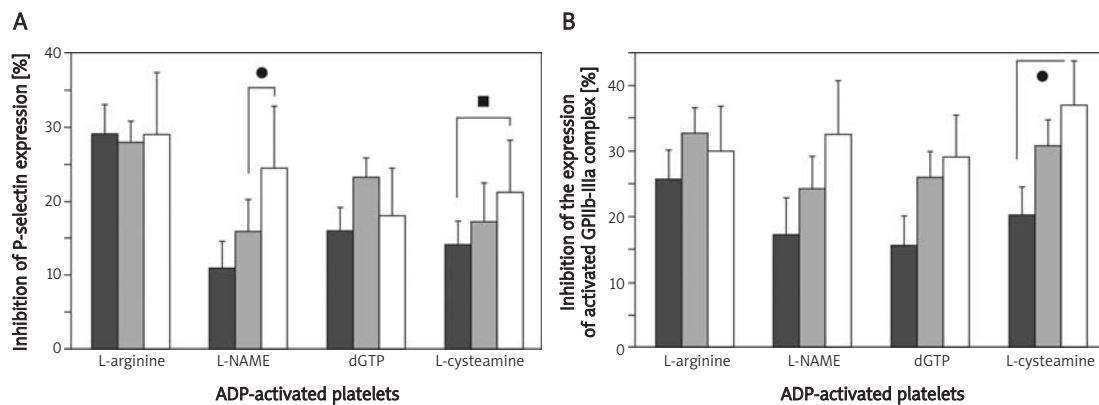 A
Inhibition of P-selectin expression [%]
40
30
20
10
0
L-arginine
L-NAME
dGTP
L-cysteamine
ADP-activated platelets
B
Inhibition of the expression
of activated GPIIb-IIIa complex [%]
40
30
20
10
0
L-arginine
L-NAME
dGTP
L-cysteamine
ADP-activated platelets